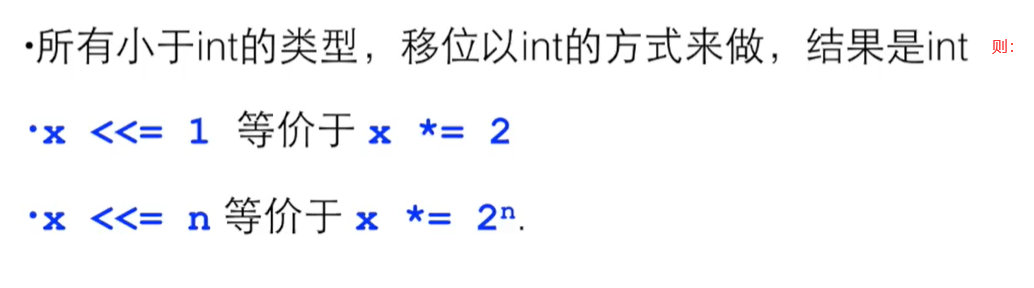 •所有小于int的类型，移位以int的方式来做，结果是int 则:
•x <<= 1 等价于 x *= 2
•x <<= n 等价于 x *= 2ⁿ.